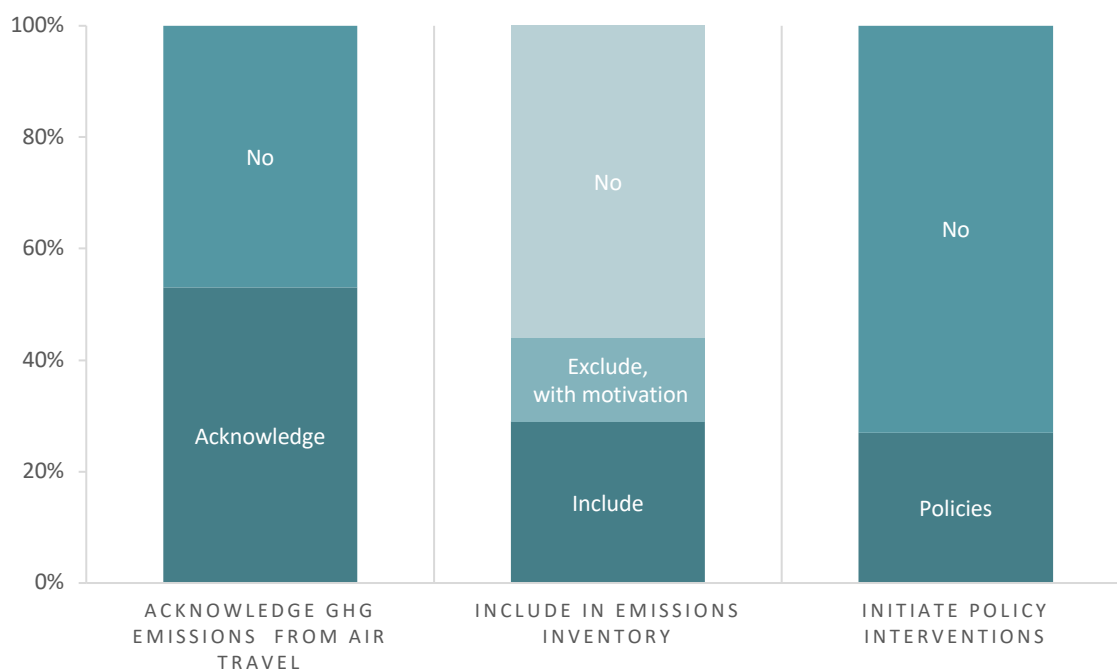 100%
80%
60%
40%
20%
0%
No
Acknowledge
No
Exclude,
with motivation
Include
No
Policies
ACKNOWLEDGE GHG
EMISSIONS FROM AIR
TRAVEL
INCLUDE IN EMISSIONS
INVENTORY
INITIATE POLICY
INTERVENTIONS